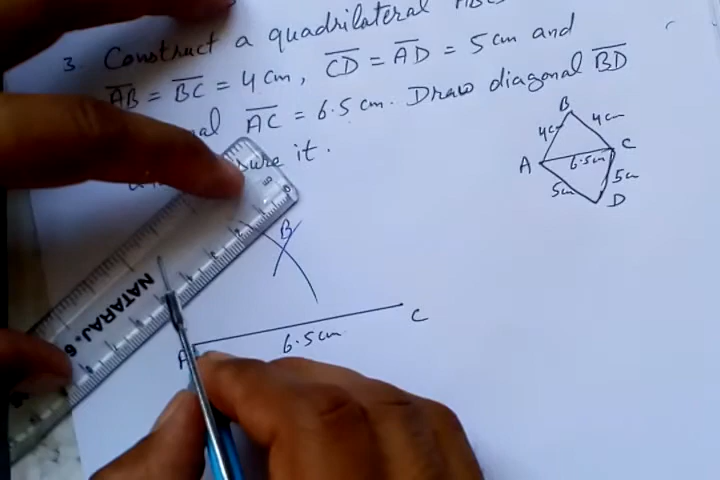 3. Construct a quadrilateral
AB = BC = 4 cm, CD = AD = 5 cm and
AC = 6.5 cm. Draw diagonal BD
it.
B
4cm
4cm
A
C
6.5cm
5cm
5cm
D
B
NATARAJ.
A
C
6.5cm